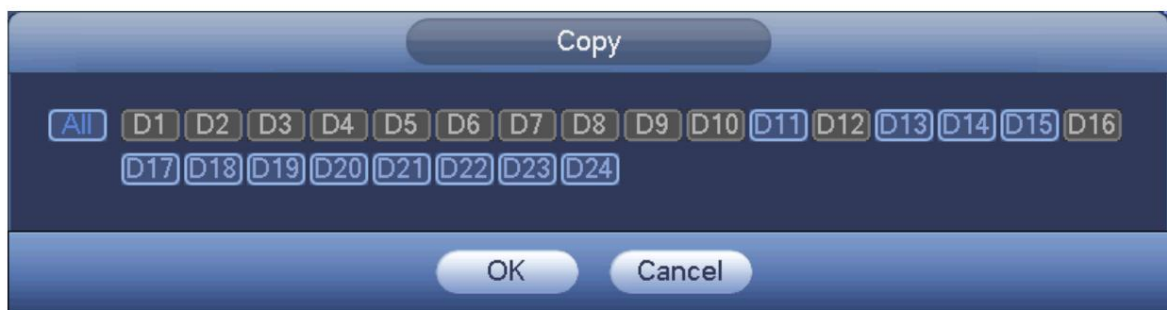 Copy
All D1 D2 D3 D4 D5 D6 D7 D8 D9 D10 D11 D12 D13 D14 D15 D16
D17 D18 D19 D20 D21 D22 D23 D24
OK Cancel